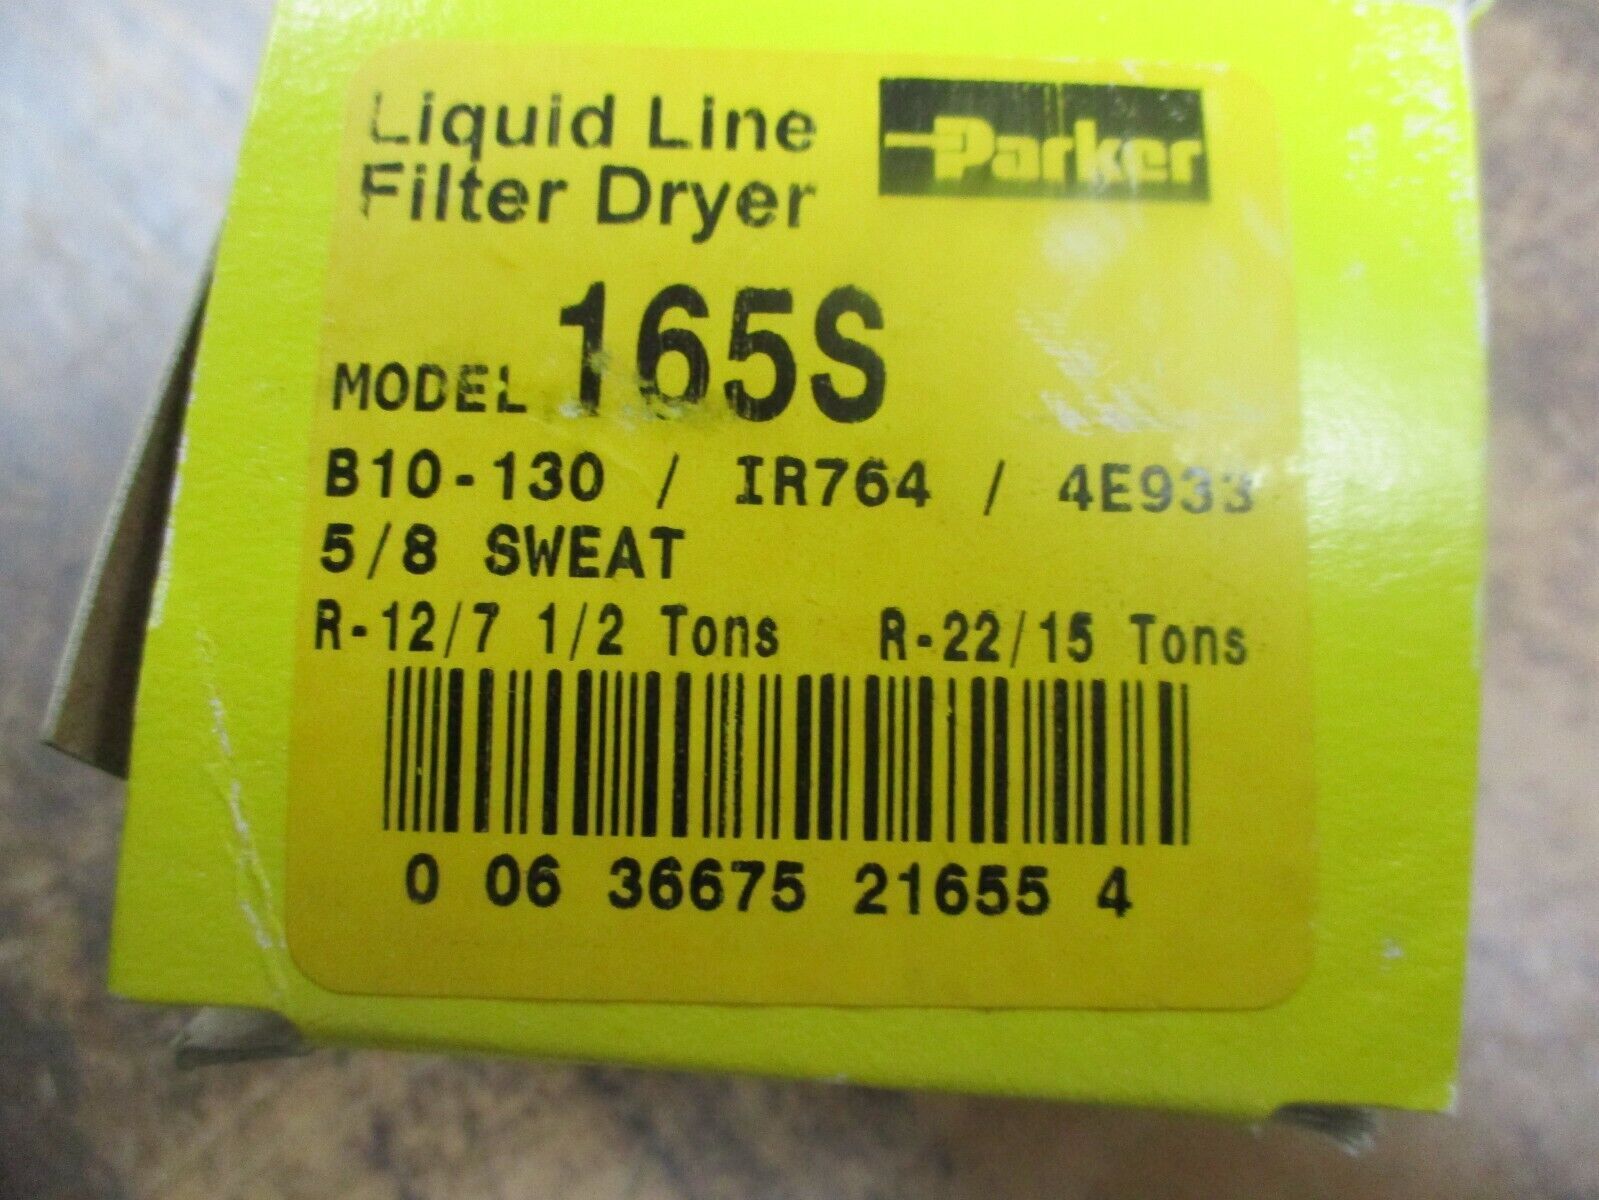 Liquid Line
Filter Dryer
Parker
MODEL 165S
B10-130 / IR764 / 4E933
5/8 SWEAT
R-12/7 1/2 Tons R-22/15 Tons
0 06 36675 21655 4